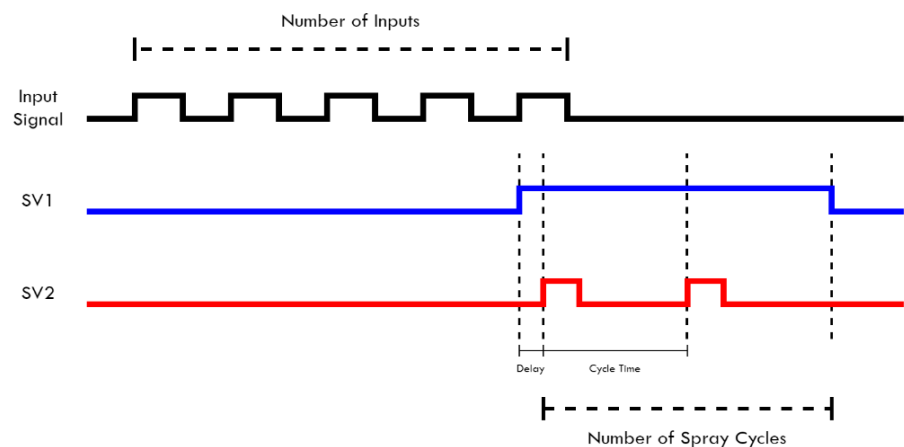 Number of Inputs
Input
Signal
SV1
SV2
Delay
Cycle Time
Number of Spray Cycles